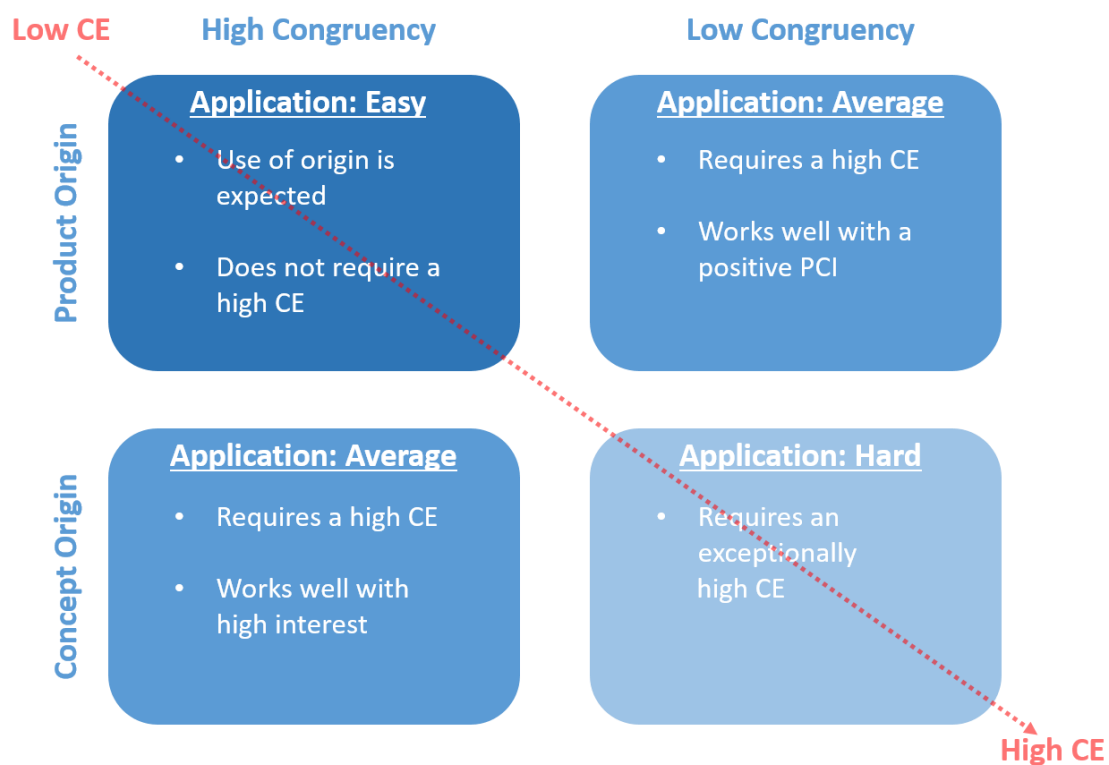 Low CE
High Congruency
Low Congruency
Product Origin
Application: Easy
• Use of origin is
expected
• Does not require a
high CE
Application: Average
• Requires a high CE
• Works well with a
positive PCI
Concept Origin
Application: Average
• Requires a high CE
• Works well with
high interest
Application: Hard
• Requires an
exceptionally
high CE
High CE